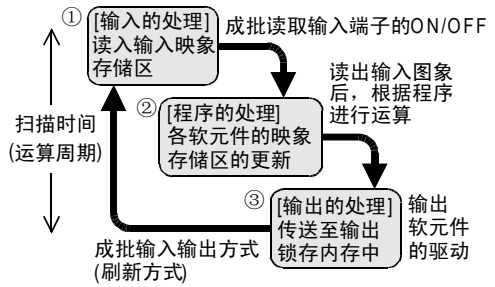 ①
[输入的处理]
读入输入映象
存储区
成批读取输入端子的ON/OFF
读出输入图象
后，根据程序
进行运算
②
[程序的处理]
各软元件的映象
存储区的更新
扫描时间
(运算周期)
③
[输出的处理]
传送至输出
锁存内存中
输出
软元件
的驱动
成批输入输出方式
(刷新方式)